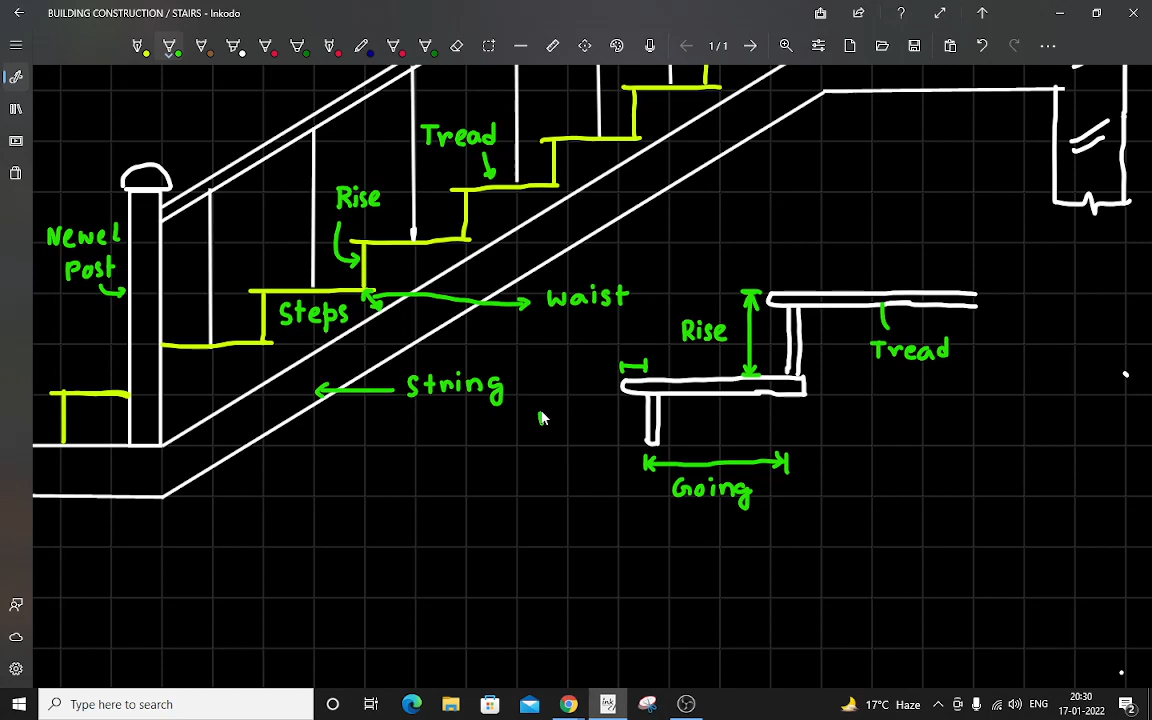 BUILDING CONSTRUCTION / STAIRS - Inkodo
1/1
Tread
Rise
Newel
Post
Steps
Waist
String
Rise
Tread
Going
Type here to search
17°C Haze
ENG
20:30
17-01-2022
2